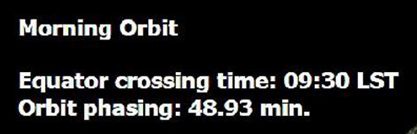 Morning Orbit
Equator crossing time: 09:30 LST
Orbit phasing: 48.93 min.